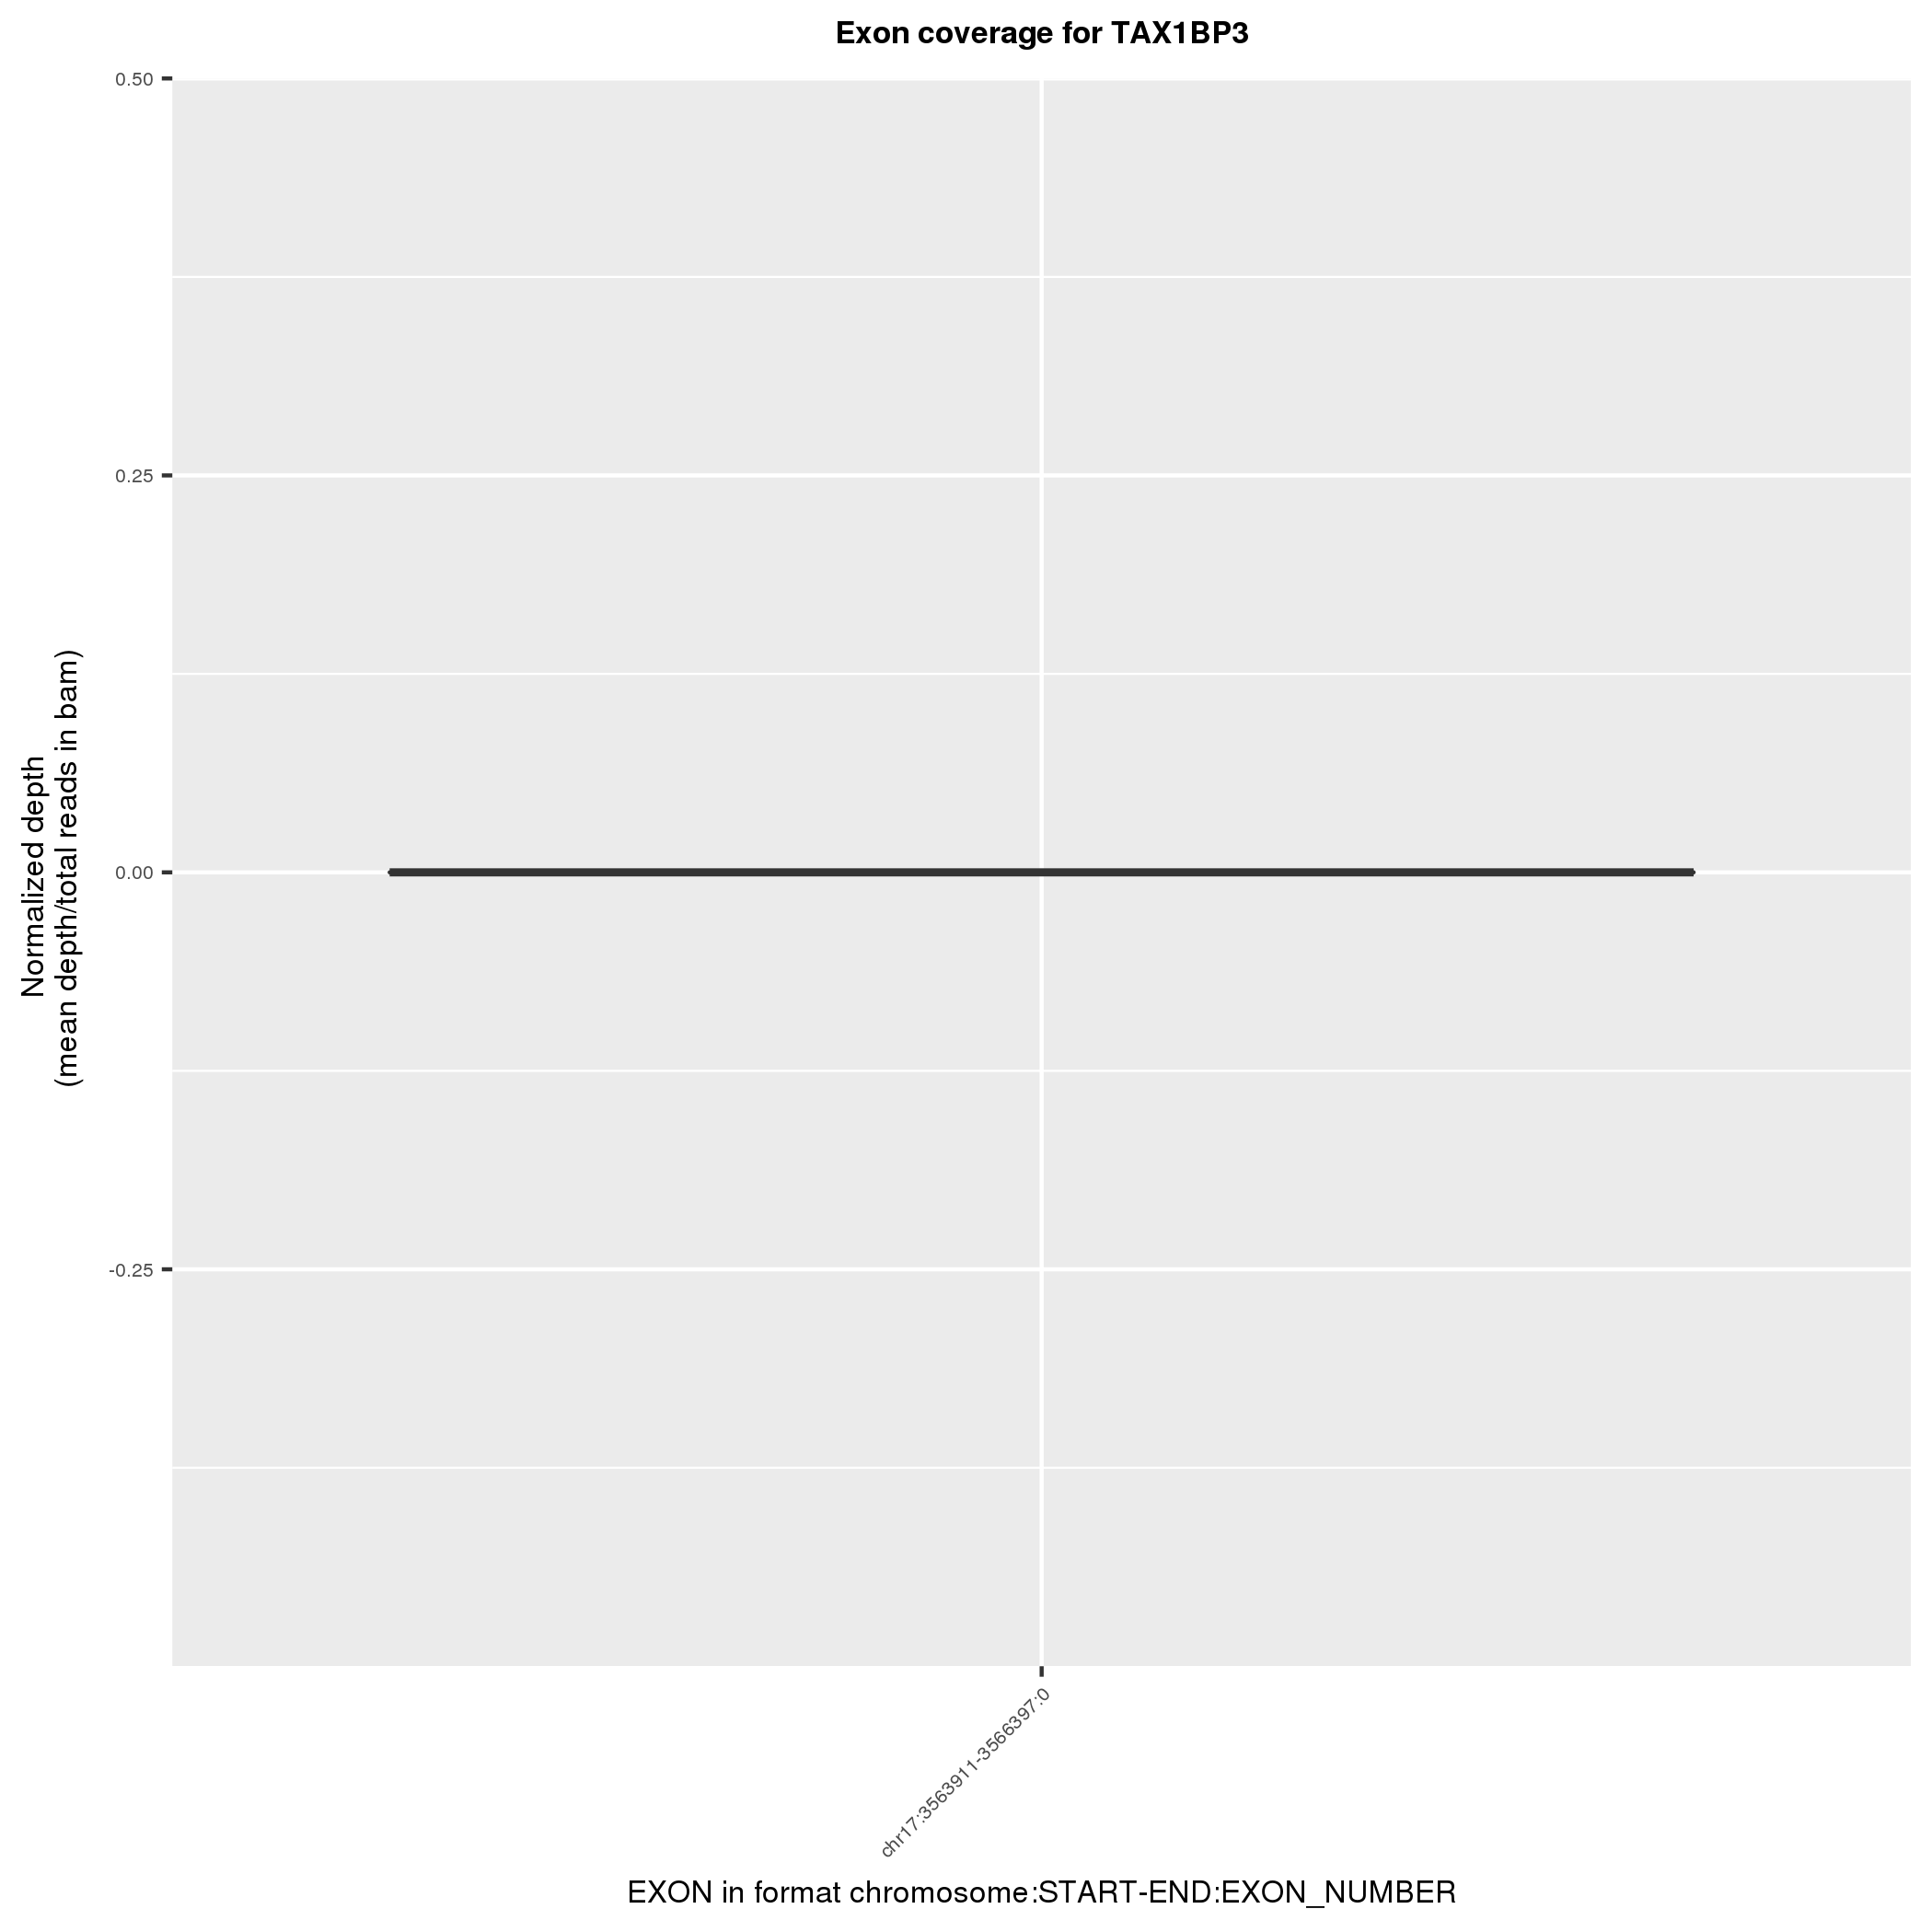 Exon coverage for TAX1BP3
0.50
0.25
0.00
-0.25
Normalized depth
(mean depth/total reads in bam)
chr17:3563911-3566397:0
EXON in format chromosome:START-END:EXON_NUMBER